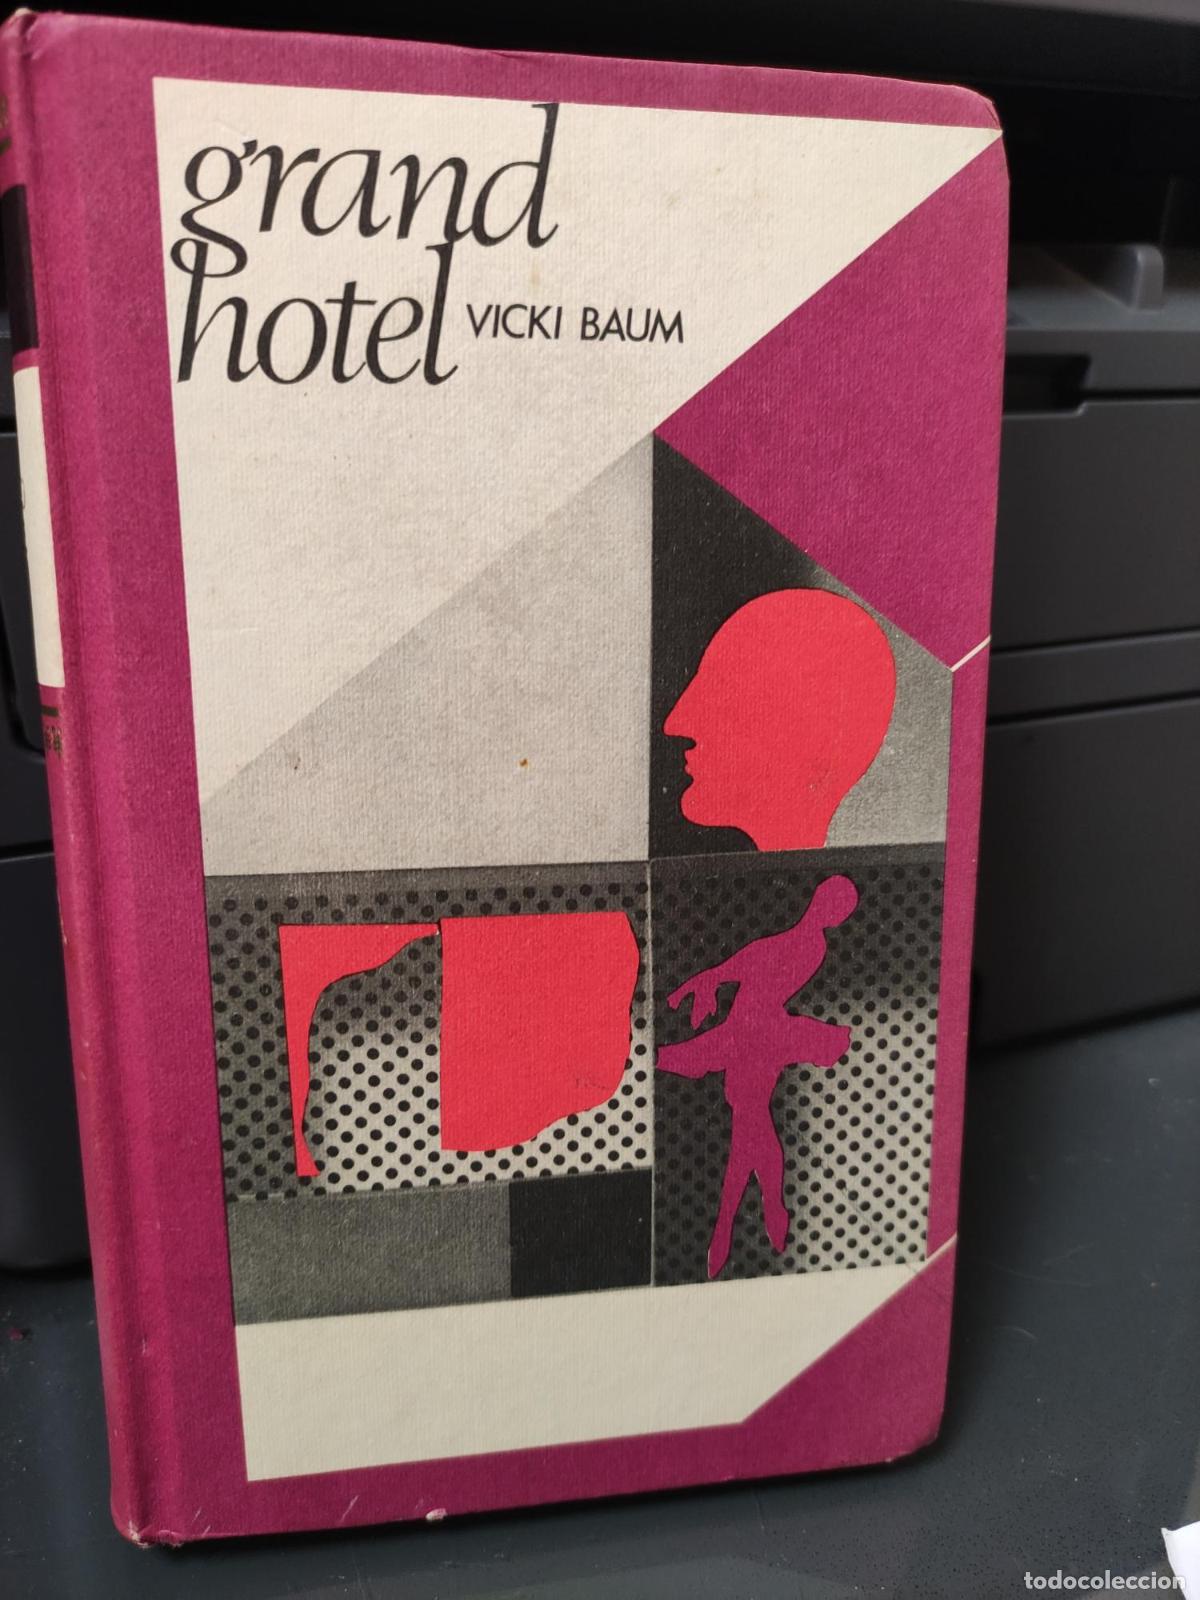 grand
hotel VICKI BAUM
todocoleccion